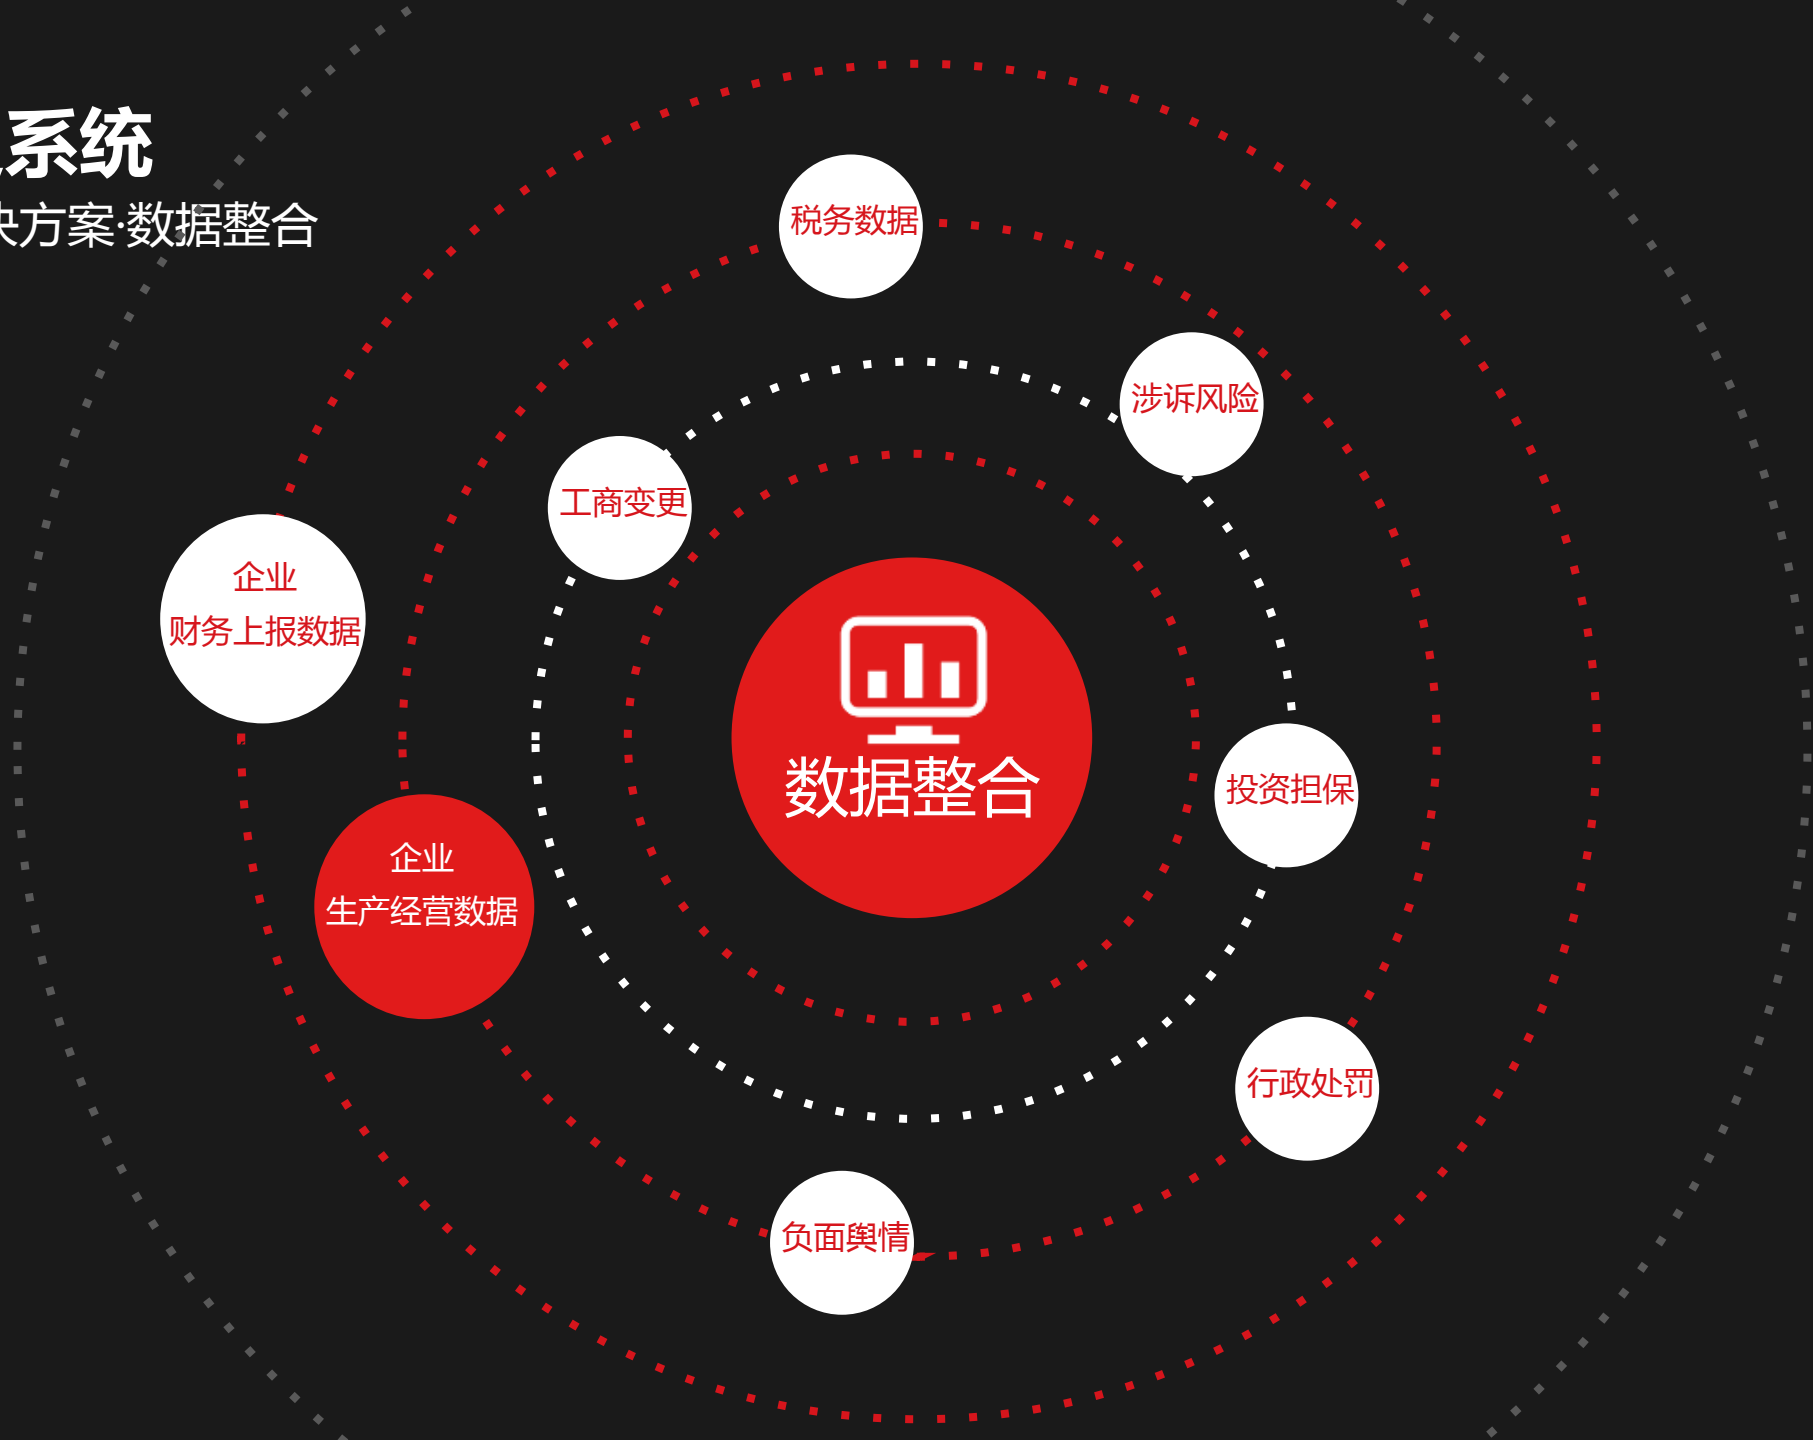 系统
决方案·数据整合
税务数据
涉诉风险
工商变更
企业
财务上报数据
数据整合
投资担保
企业
生产经营数据
行政处罚
负面舆情